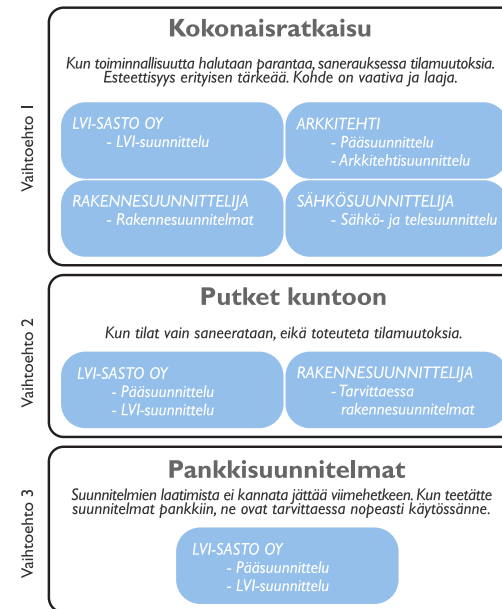 Vaihtoehto 1
Kokonaisratkaisu
Kun toiminnallisuutta halutaan parantaa, sanerauksessa tilamuutoksia.
Esteettisyys erityisen tärkeää. Kohde on vaativa ja laaja.
LVI-SASTO OY
- LVI-suunnittelu
ARKKITEHTI
- Pääsuunnittelu
- Arkkitehtisuunnittelu
RAKENNESUUNNITTELIJA
- Rakennesuunnitelmat
SÄHKÖSUUNNITTELIJA
- Sähkö- ja telesuunittelu
Vaihtoehto 2
Putket kuntoon
Kun tilat vain saneerataan, eikä toteuteta tilamuutoksia.
LVI-SASTO OY
- Pääsuunnittelu
- LVI-suunnittelu
RAKENNESUUNNITTELIJA
- Tarvittaessa
rakennesuunnitelmat
Vaihtoehto 3
Pankkisuunnitelmat
Suunnitelmien laatimista ei kannata jättää viimehetkeen. Kun teetätte
suunnitelmat pankkiin, ne ovat tarvittaessa nopeasti käytössänne.
LVI-SASTO OY
- Pääsuunnittelu
- LVI-suunnittelu